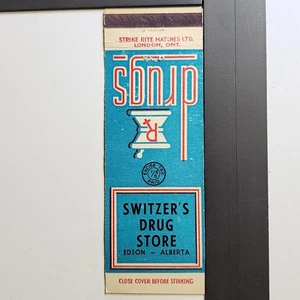 STRIKE RITE MATCHES LTD.
LONDON, ONT.
drugs
Rx
SWITZER'S
DRUG
STORE
EDSON - ALBERTA
CLOSE COVER BEFORE STRIKING